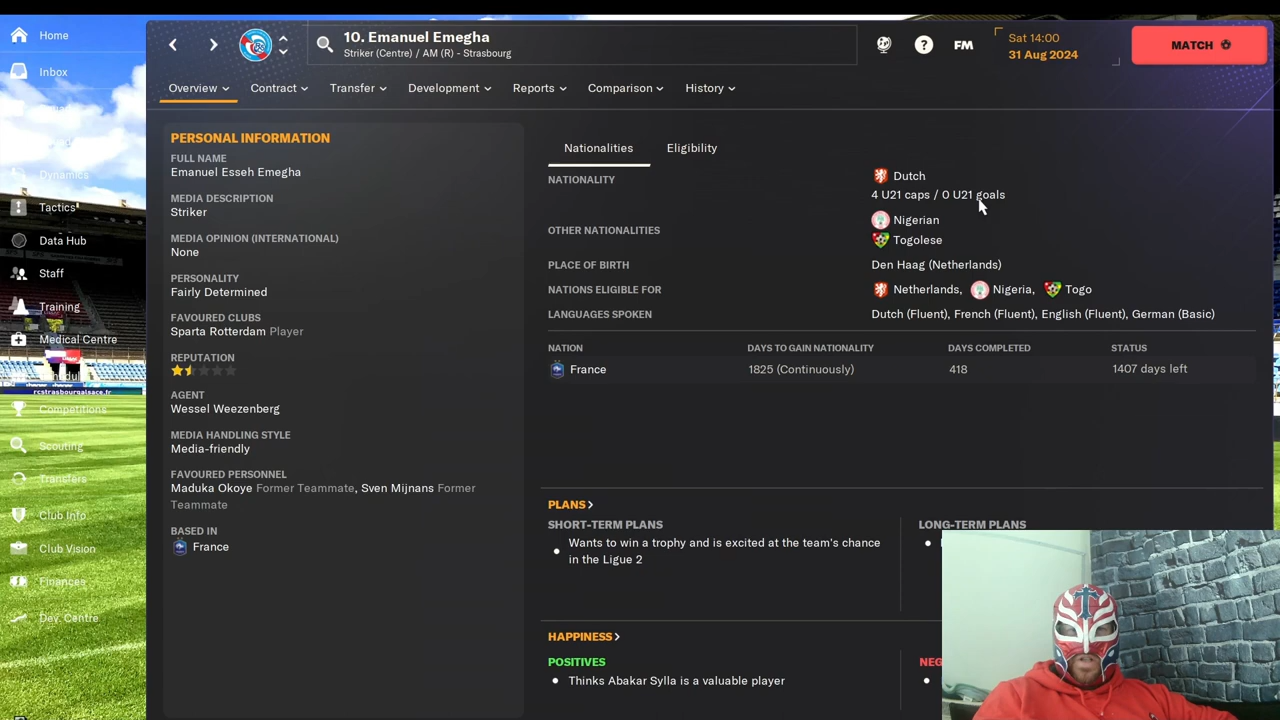 Home
Inbox
Dynamics
Tactics
Data Hub
Staff
Training
Medical Centre
rcstrasbourgalsace.fr
Competitions
Scouting
Transfers
Club Info
Club Vision
Finances
Dev. Centre
10. Emanuel Emegha
Striker (Centre) / AM (R) - Strasbourg
?
FM
Sat 14:00
31 Aug 2024
MATCH
Overview
Contract
Transfer
Development
Reports
Comparison
History
PERSONAL INFORMATION
FULL NAME
Emanuel Esseh Emegha
MEDIA DESCRIPTION
Striker
MEDIA OPINION (INTERNATIONAL)
None
PERSONALITY
Fairly Determined
FAVOURED CLUBS
Sparta Rotterdam Player
REPUTATION
AGENT
Wessel Weezenberg
MEDIA HANDLING STYLE
Media-friendly
FAVOURED PERSONNEL
Maduka Okoye Former Teammate, Sven Mijnans Former
Teammate
BASED IN
France
Nationalities
Eligibility
NATIONALITY
Dutch
4 U21 caps / 0 U21 goals
OTHER NATIONALITIES
Nigerian
Togolese
PLACE OF BIRTH
Den Haag (Netherlands)
NATIONS ELIGIBLE FOR
Netherlands, Nigeria, Togo
LANGUAGES SPOKEN
Dutch (Fluent), French (Fluent), English (Fluent), German (Basic)
NATION DAYS TO GAIN NATIONALITY DAYS COMPLETED STATUS
France 1825 (Continuously) 418 1407 days left
PLANS
SHORT-TERM PLANS
Wants to win a trophy and is excited at the team's chance
in the Ligue 2
LONG-TERM PLANS
HAPPINESS
POSITIVES
Thinks Abakar Sylla is a valuable player
NEG